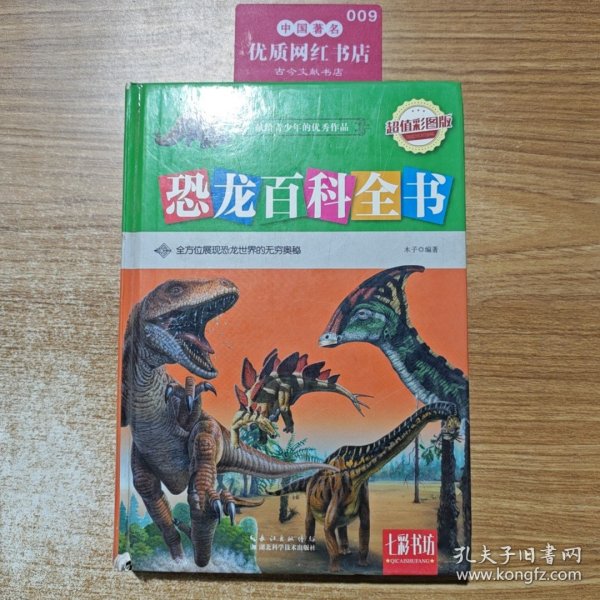 009
中国著名
优质网红书店
古今文献书店
献给青少年的优秀作品
超值彩图版
恐龙百科全书
全方位展现恐龙世界的无穷奥秘
木子◎编著
长江出版传媒
湖北科学技术出版社
七彩书坊
QICAISHUFANG
孔夫子旧书网
www.kongfz.com